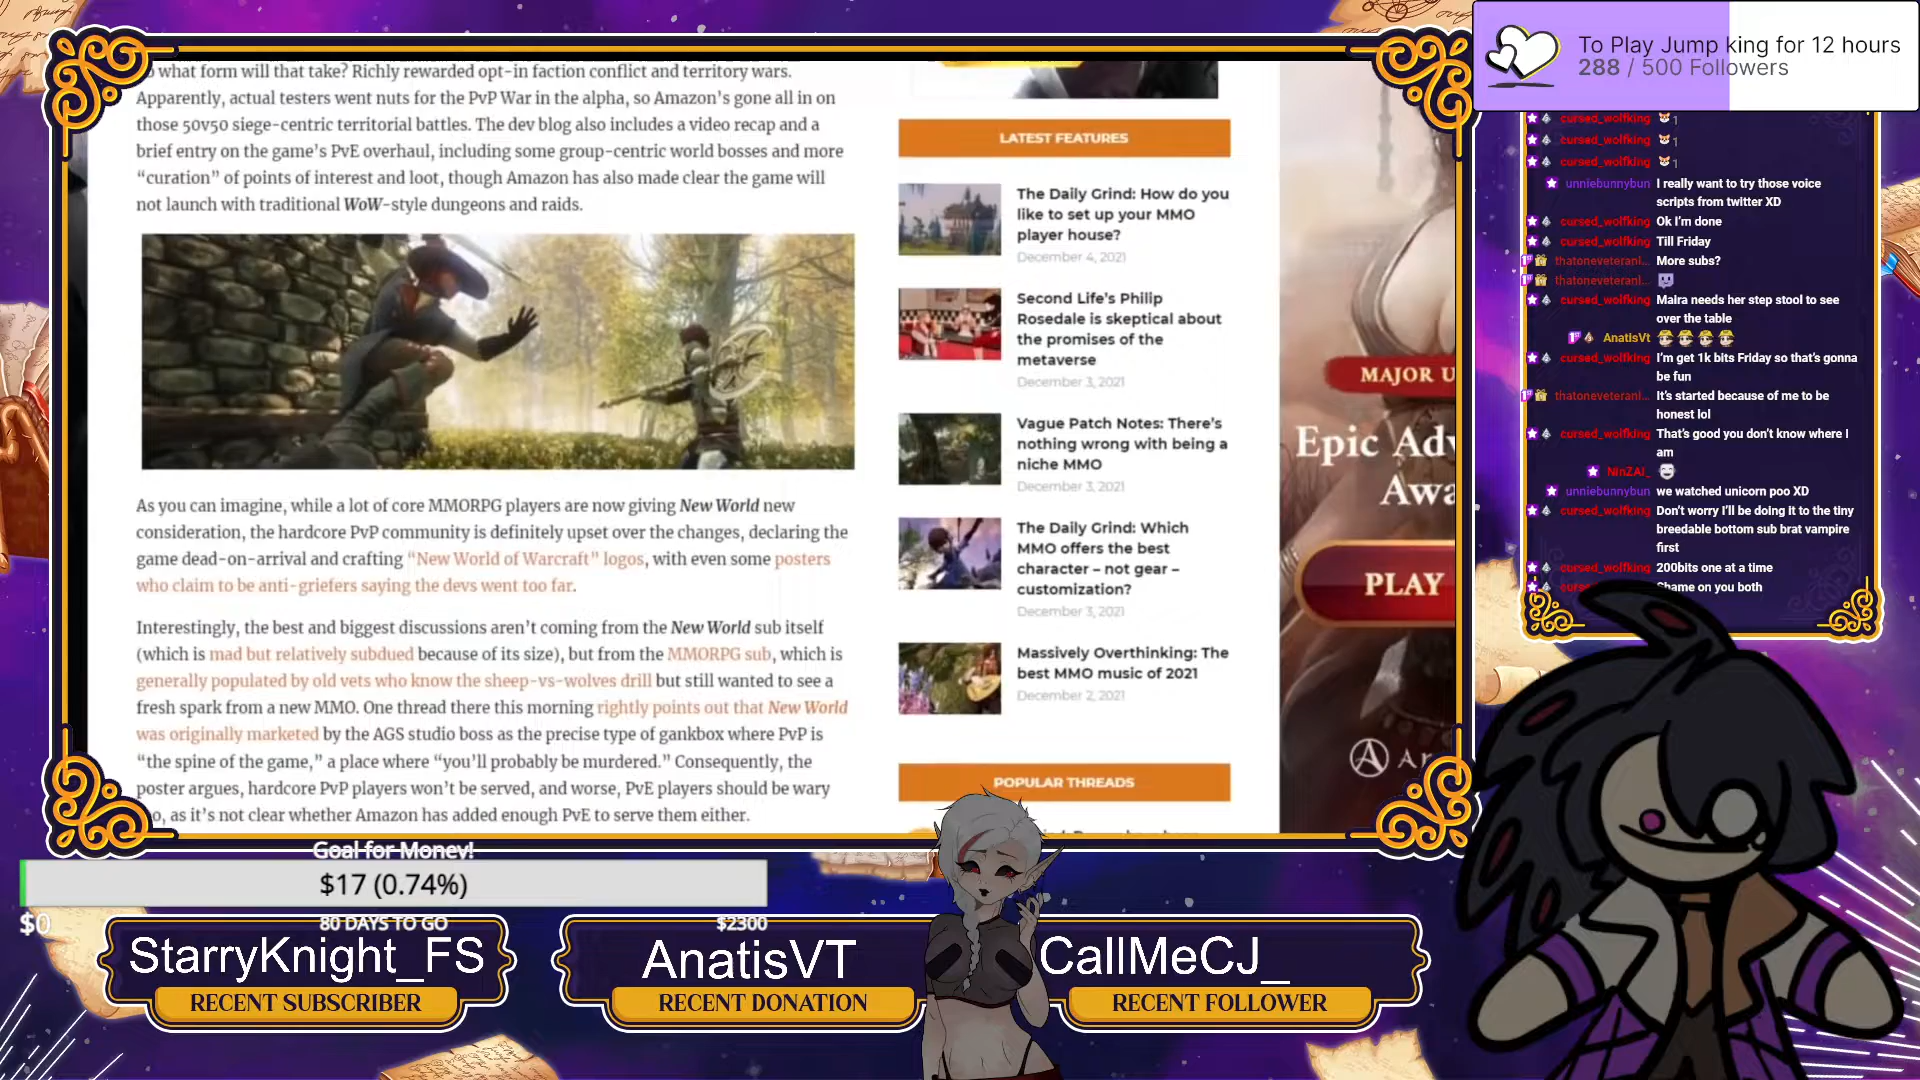 what form will that take? Richly rewarded opt-in faction conflict and territory wars.
Apparently, actual testers went nuts for the PvP War in the alpha, so Amazon's gone all in on
those 50v50 siege-centric territorial battles. The dev blog also includes a video recap and a
brief entry on the game's PvE overhaul, including some group-centric world bosses and more
“curation” of points of interest and loot, though Amazon has also made clear the game will
not launch with traditional WoW-style dungeons and raids.
As you can imagine, while a lot of core MMORPG players are now giving New World new
consideration, the hardcore PvP community is definitely upset over the changes, declaring the
game dead-on-arrival and crafting “New World of Warcraft” logos, with even some posters
who claim to be anti-griefers saying the devs went too far.
Interestingly, the best and biggest discussions aren't coming from the New World sub itself
(which is mad but relatively subdued because of its size), but from the MMORPG sub, which is
generally populated by old vets who know the sheep-vs-wolves drill but still wanted to see a
fresh spark from a new MMO. One thread there this morning rightly points out that New World
was originally marketed by the AGS studio boss as the precise type of gankbox where PvP is
“the spine of the game,” a place where “you'll probably be murdered.” Consequently, the
poster argues, hardcore PvP players won't be served, and worse, PvE players should be wary
as it's not clear whether Amazon has added enough PvE to serve them either.
LATEST FEATURES
The Daily Grind: How do you
like to set up your MMO
player house?
December 4, 2021
Second Life's Philip
Rosedale is skeptical about
the promises of the
metaverse
December 3, 2021
Vague Patch Notes: There's
nothing wrong with being a
niche MMO
December 3, 2021
The Daily Grind: Which
MMO offers the best
character – not gear –
customization?
December 3, 2021
Massively Overthinking: The
best MMO music of 2021
December 2, 2021
POPULAR THREADS
MAJOR U
Epic Adv
Awa
PLAY
To Play Jump king for 12 hours
288 / 500 Followers
cursed_wolfking 1
cursed_wolfking 1
cursed_wolfking 1
unniebunnybun I really want to try those voice
scripts from twitter XD
cursed_wolfking Ok I'm done
cursed_wolfking Till Friday
thatoneveteranl... More subs?
thatoneveteranl...
cursed_wolfking Maira needs her step stool to see
over the table
AnatisVt
cursed_wolfking I'm get 1k bits Friday so that's gonna
be fun
thatoneveteranl... It's started because of me to be
honest lol
cursed_wolfking That's good you don't know where I
am
NinZAI_
unniebunnybun we watched unicorn poo XD
cursed_wolfking Don't worry I'll be doing it to the tiny
breedable bottom sub brat vampire
first
cursed_wolfking 200bits one at a time
Shame on you both
Goal for Money!
$17 (0.74%)
$0
80 DAYS TO GO
$2300
StarryKnight_FS
RECENT SUBSCRIBER
AnatisVT
RECENT DONATION
CallMeCJ_
RECENT FOLLOWER